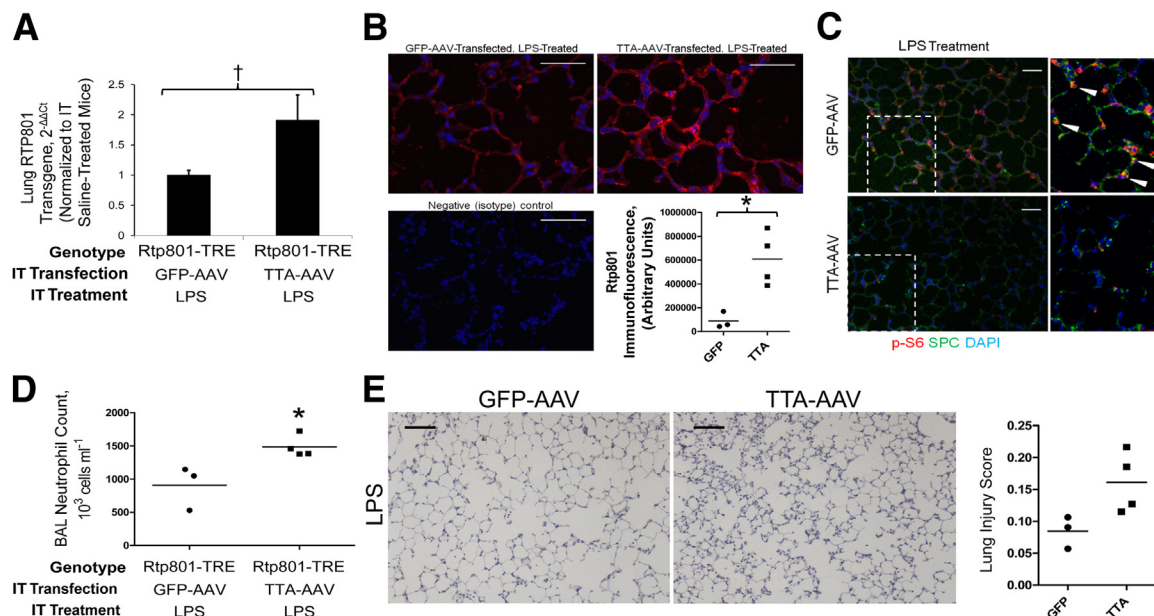 A
†
Lung RTP801
Transgene, 2-ΔΔCt
(Normalized to IT
Saline-Treated Mice)
2.5
2
1.5
1
0.5
0
Genotype Rtp801-TRE Rtp801-TRE
IT Transfection GFP-AAV TTA-AAV
IT Treatment LPS LPS
B
GFP-AAV-Transfected. LPS-Treated TTA-AAV-Transfected. LPS-Treated
Negative (isotype) control
*
Rtp801
Immunofluorescence,
(Arbitrary Units)
1000000
800000
600000
400000
200000
0
GFP TTA
C
LPS Treatment
GFP-AAV
TTA-AAV
p-S6 SPC DAPI
D
BAL Neutrophil Count,
10³ cells ml⁻¹
2000
1500
1000
500
0
*
Genotype Rtp801-TRE Rtp801-TRE
IT Transfection GFP-AAV TTA-AAV
IT Treatment LPS LPS
E
GFP-AAV TTA-AAV
LPS
Lung Injury Score
0.25
0.20
0.15
0.10
0.05
0.00
GFP TTA